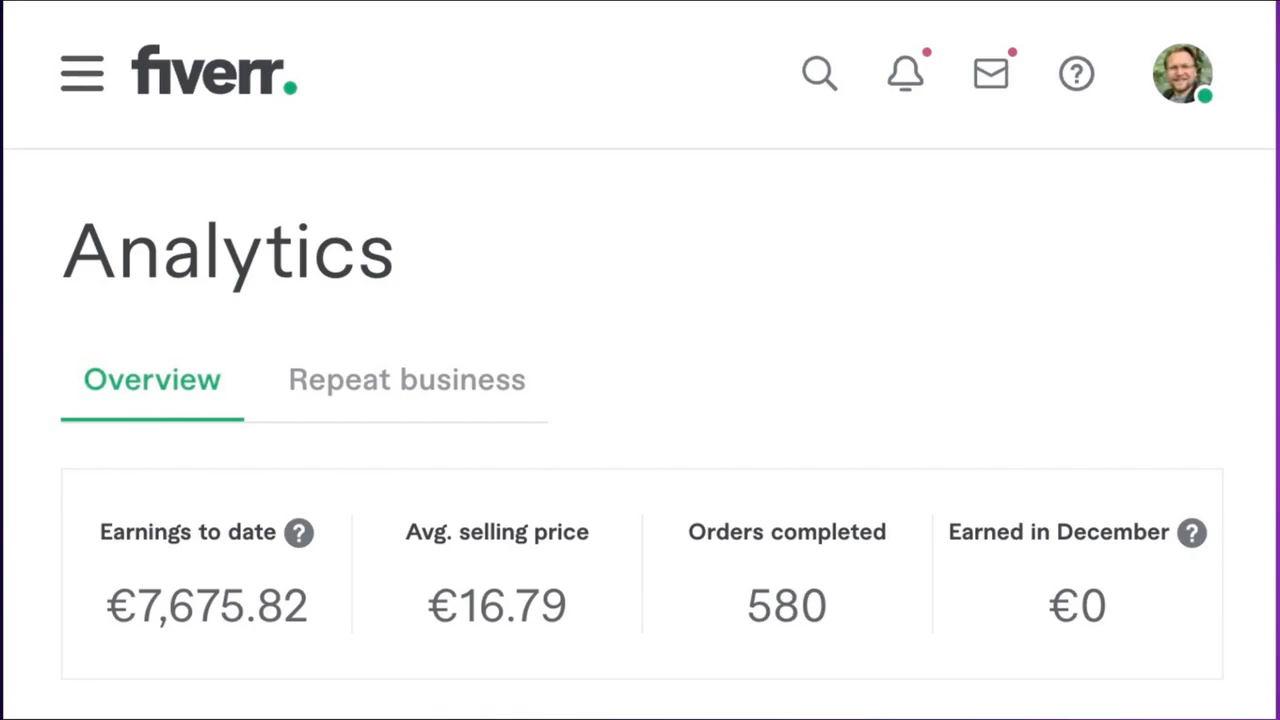 fiverr.
Analytics
Overview Repeat business
Earnings to date ? Avg. selling price Orders completed Earned in December ?
€7,675.82 €16.79 580 €0